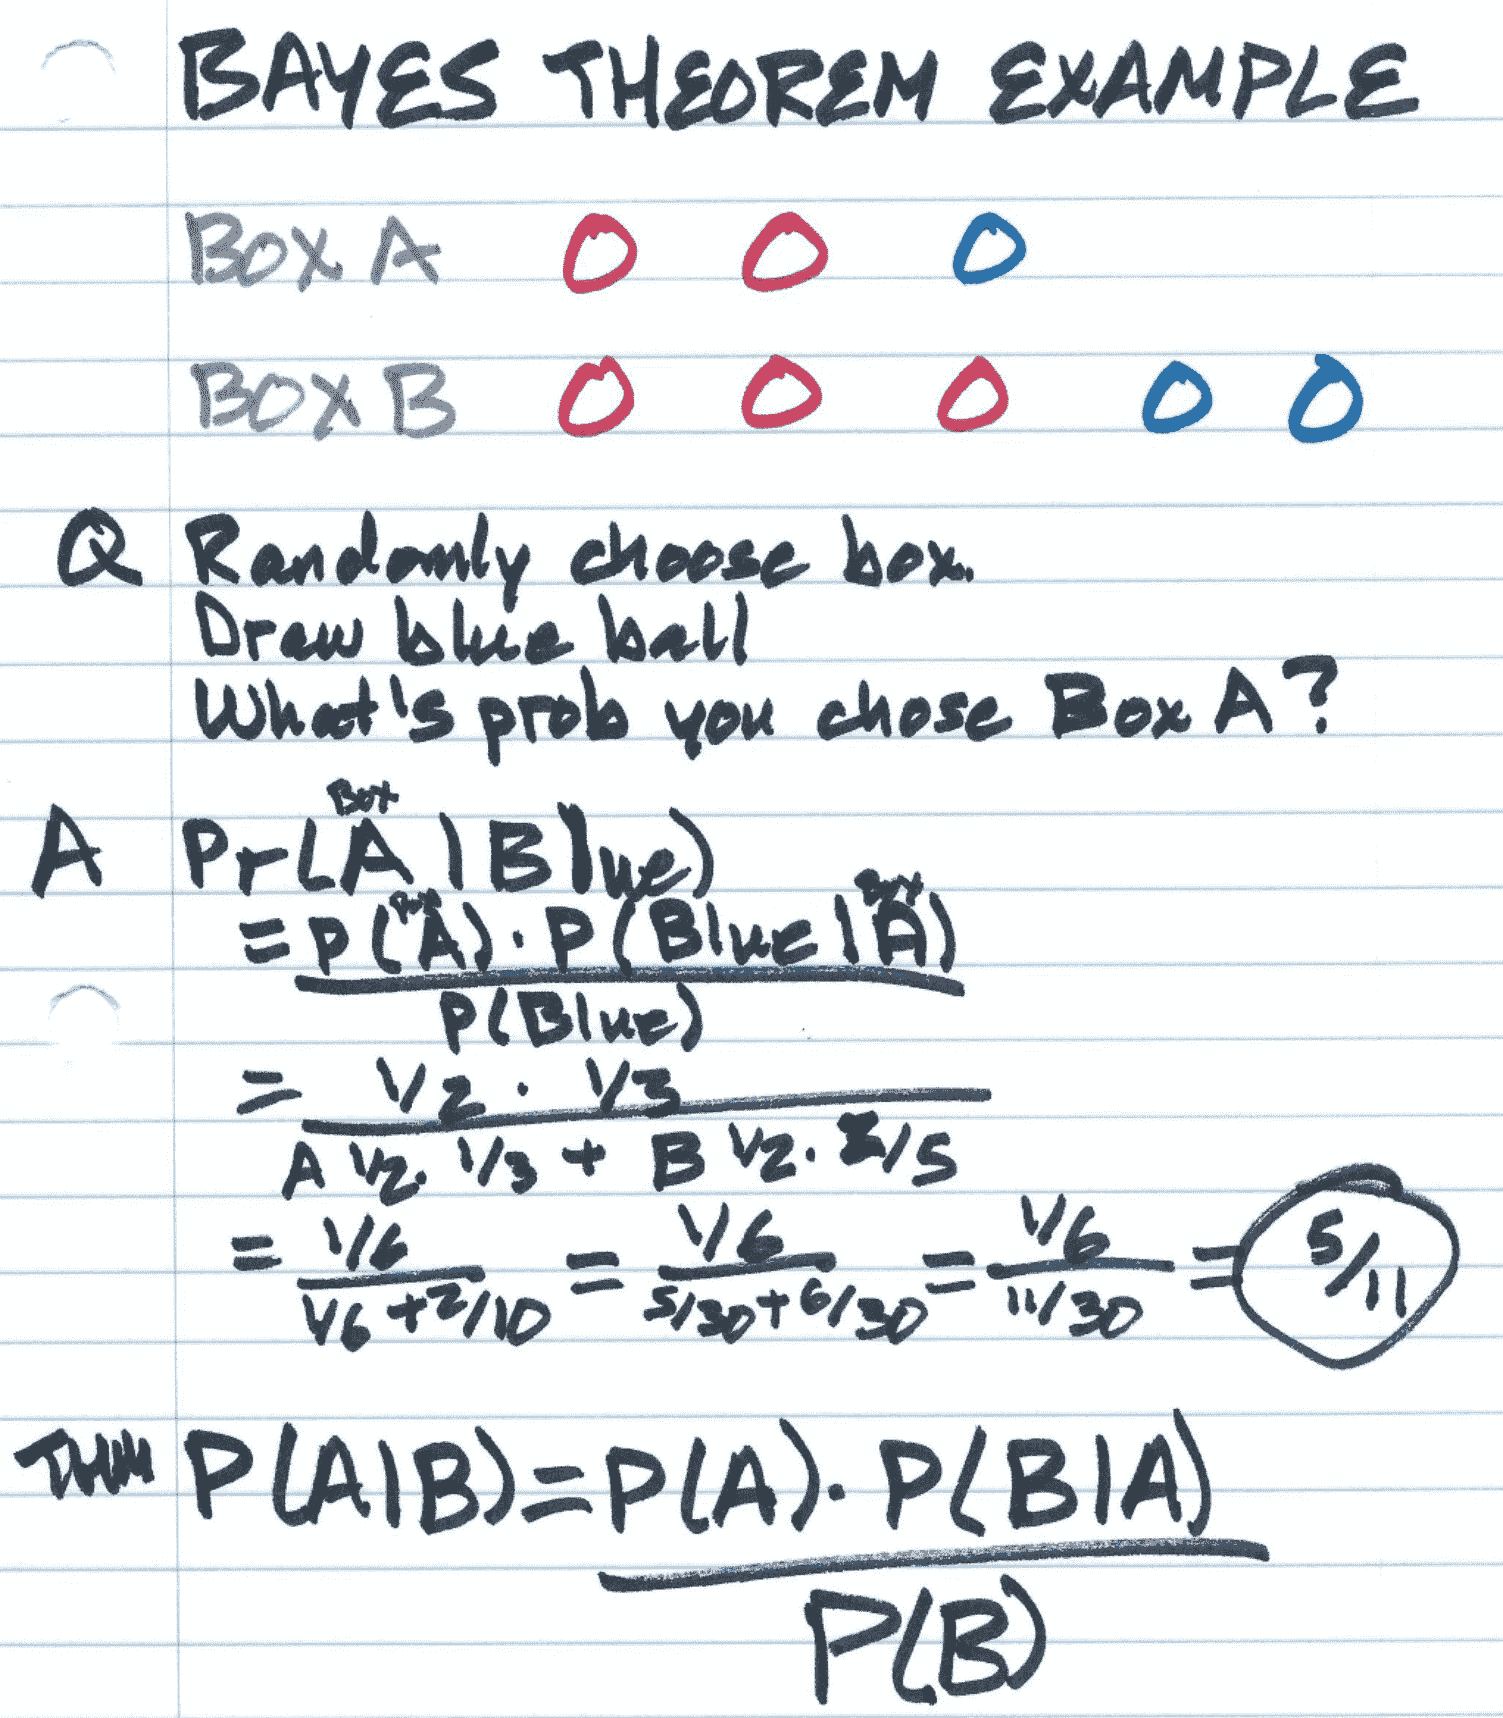 BAYES THEOREM EXAMPLE
BOX A
BOX B
Q Randomly choose box.
Draw blue ball
What's prob you chose Box A?
Box
A Pr(A | Blue)
Box Box
= P(A) · P(Blue | A)
P(Blue)
= 1/2 · 1/3
A 1/2 · 1/3 + B 1/2 · 2/5
= 1/6 = 1/6 = 1/6 = 5/11
1/6 + 2/10 5/30 + 6/30 11/30
THM P(A|B) = P(A) · P(B|A)
P(B)